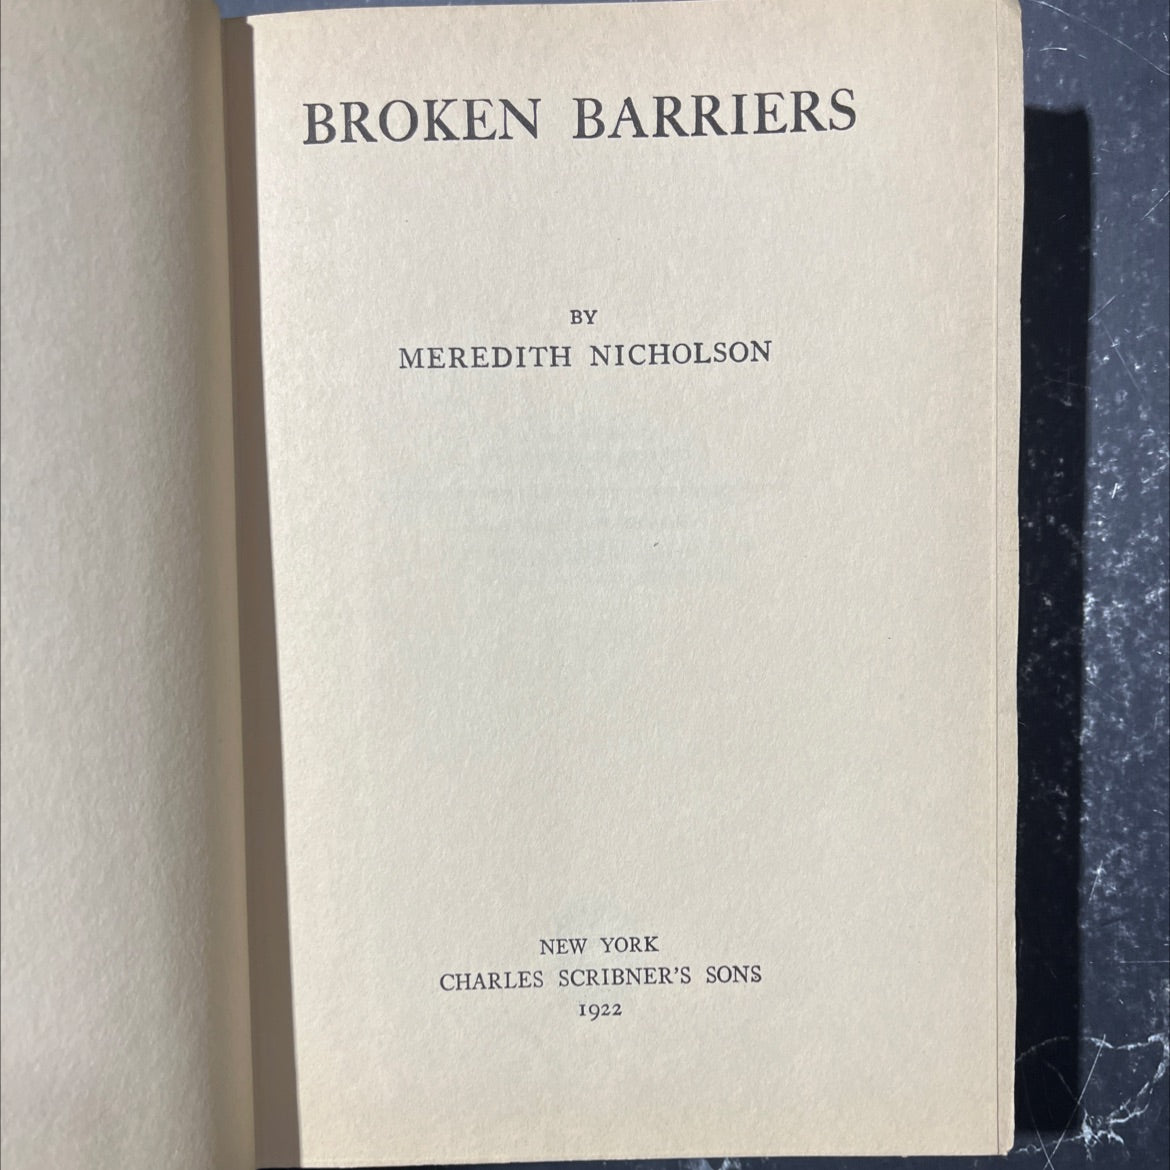 BROKEN BARRIERS
BY
MEREDITH NICHOLSON
NEW YORK
CHARLES SCRIBNER'S SONS
1922